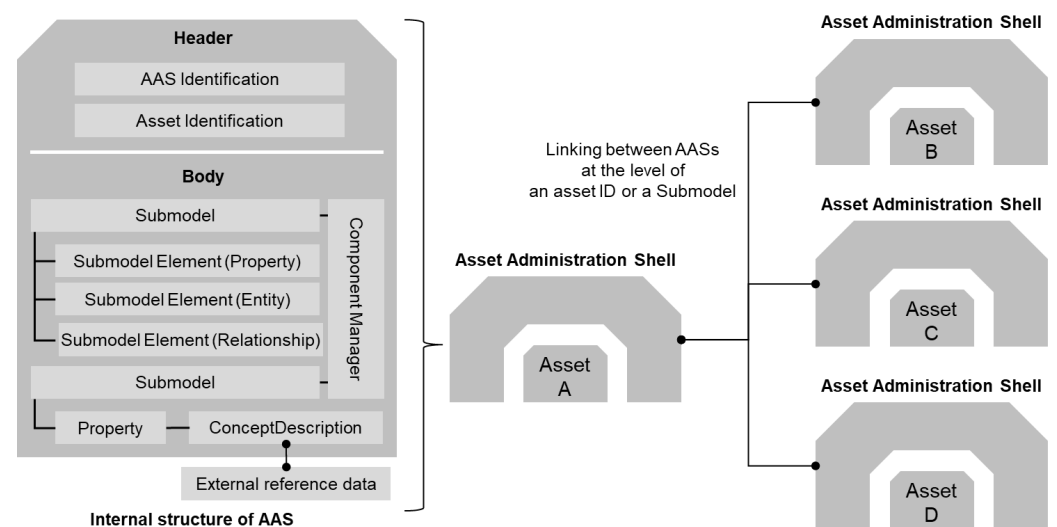 Header
AAS Identification
Asset Identification
Body
Submodel
Component Manager
Submodel Element (Property)
Submodel Element (Entity)
Submodel Element (Relationship)
Submodel
Property
ConceptDescription
External reference data
Internal structure of AAS
Asset Administration Shell
Asset
A
Linking between AASs
at the level of
an asset ID or a Submodel
Asset Administration Shell
Asset
B
Asset Administration Shell
Asset
C
Asset Administration Shell
Asset
D